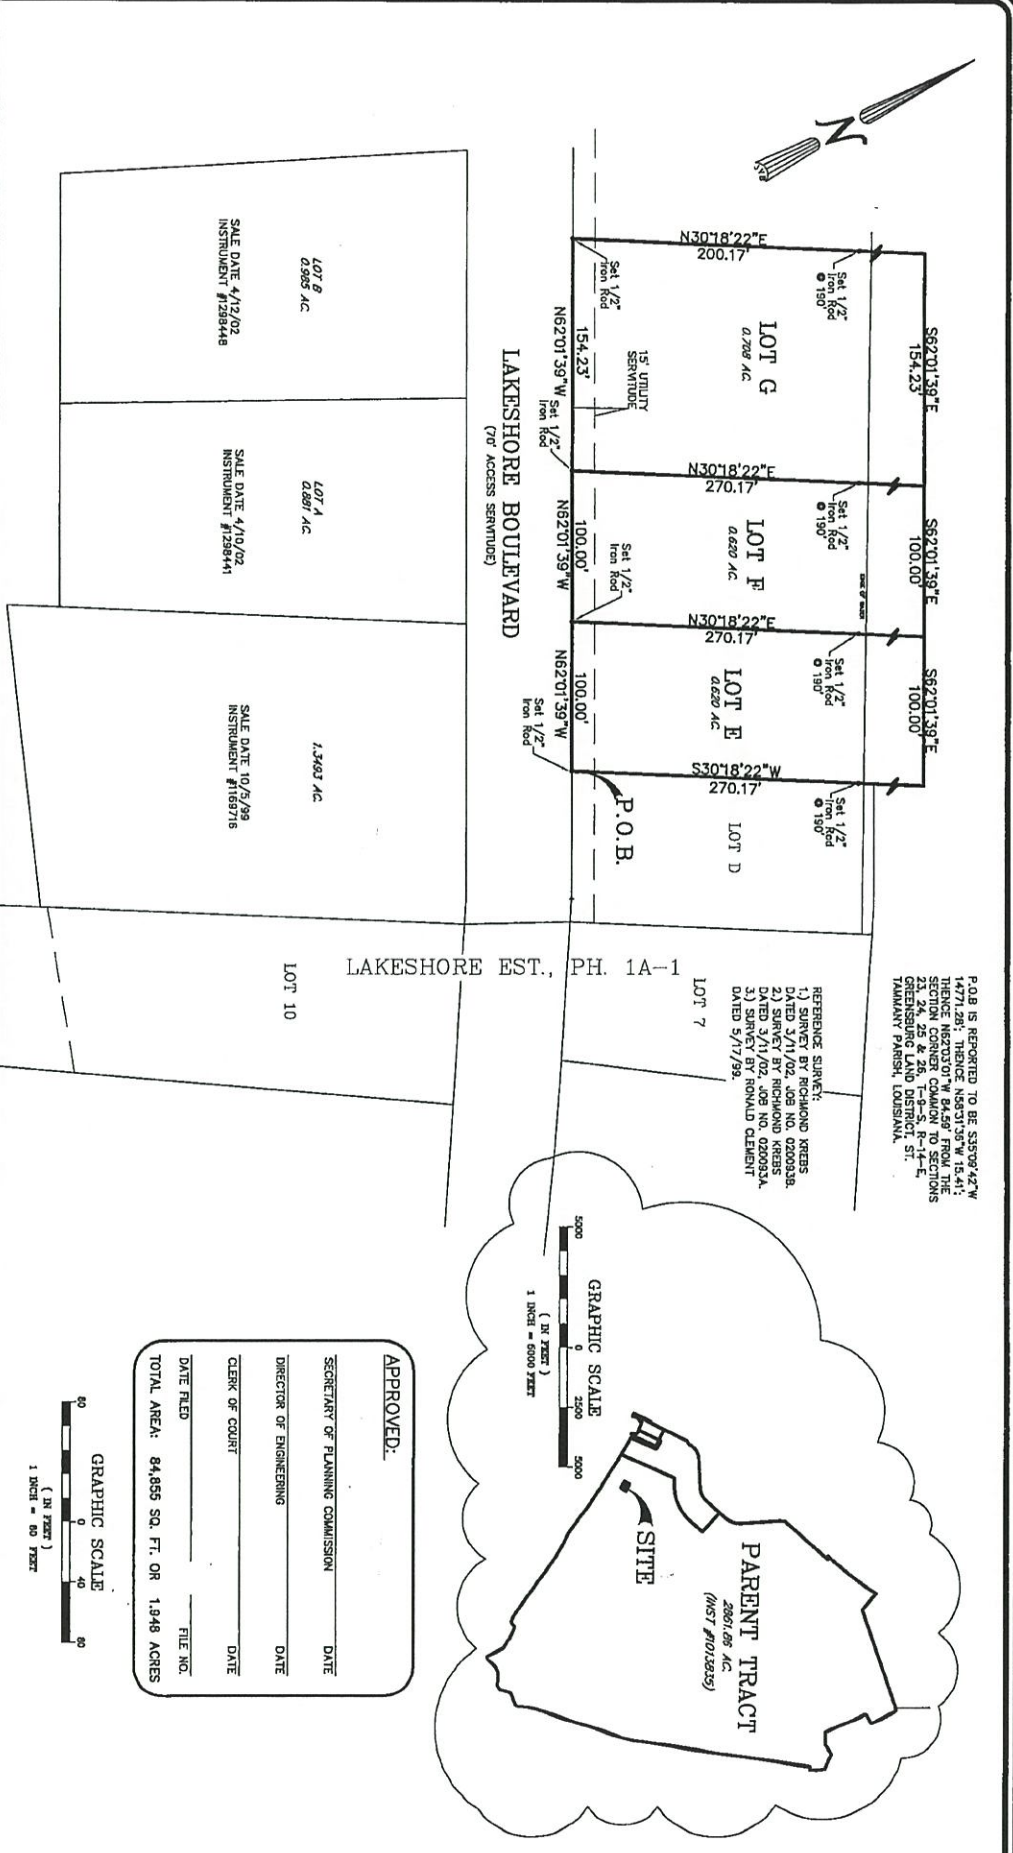 P.O.B IS REPORTED TO BE S35°09'42"W
14771.28'; THENCE N58°31'36"W 15.41';
THENCE N62°03'01"W 84.59' FROM THE
SECTION CORNER COMMON TO SECTIONS
23, 24, 25 & 26, T-9-S, R-14-E,
GREENSBURG LAND DISTRICT, ST.
TAMMANY PARISH, LOUISIANA.
REFERENCE SURVEY:
1.) SURVEY BY RICHMOND KREBS
DATED 3/11/02, JOB NO. 020093B.
2.) SURVEY BY RICHMOND KREBS
DATED 3/11/02, JOB NO. 020093A.
3.) SURVEY BY RONALD CLEMENT
DATED 5/17/99.
N
S62°01'39"E
154.23'
S62°01'39"E
100.00'
S62°01'39"E
100.00'
N30°18'22"E
200.17'
Set 1/2"
Iron Rod
@ 190'
LOT G
0.708 AC.
N30°18'22"E
270.17'
Set 1/2"
Iron Rod
@ 190'
LOT F
0.620 AC.
N30°18'22"E
270.17'
Set 1/2"
Iron Rod
@ 190'
LOT E
0.620 AC.
S30°18'22"W
270.17'
Set 1/2"
Iron Rod
@ 190'
LOT D
P.O.B.
15' UTILITY
SERVITUDE
Set 1/2"
Iron Rod
154.23'
N62°01'39"W
Set 1/2"
Iron Rod
100.00'
N62°01'39"W
Set 1/2"
Iron Rod
100.00'
N62°01'39"W
Set 1/2"
Iron Rod
LAKESHORE BOULEVARD
(70' ACCESS SERVITUDE)
LOT B
0.985 AC.
SALE DATE 4/12/02
INSTRUMENT #1298448
LOT A
0.881 AC.
SALE DATE 4/10/02
INSTRUMENT #1298441
1.3493 AC.
SALE DATE 10/5/99
INSTRUMENT #1169716
LAKESHORE EST., PH. 1A-1
LOT 7
LOT 10
PARENT TRACT
2861.86 AC.
(INST #1013835)
SITE
GRAPHIC SCALE
5000 0 2500 5000
( IN FEET )
1 INCH = 5000 FEET
APPROVED:
SECRETARY OF PLANNING COMMISSION DATE
DIRECTOR OF ENGINEERING DATE
CLERK OF COURT DATE
DATE FILED FILE NO.
TOTAL AREA: 84,855 SQ. FT. OR 1.948 ACRES
GRAPHIC SCALE
80 0 40 80
( IN FEET )
1 INCH = 80 FEET